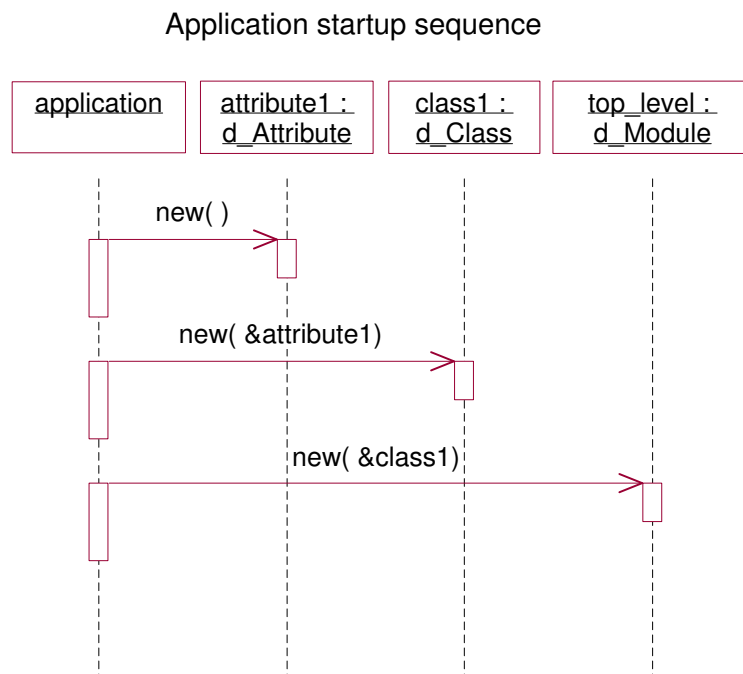 Application startup sequence
application
attribute1 :
d_Attribute
class1 :
d_Class
top_level :
d_Module
new( )
new( &attribute1)
new( &class1)